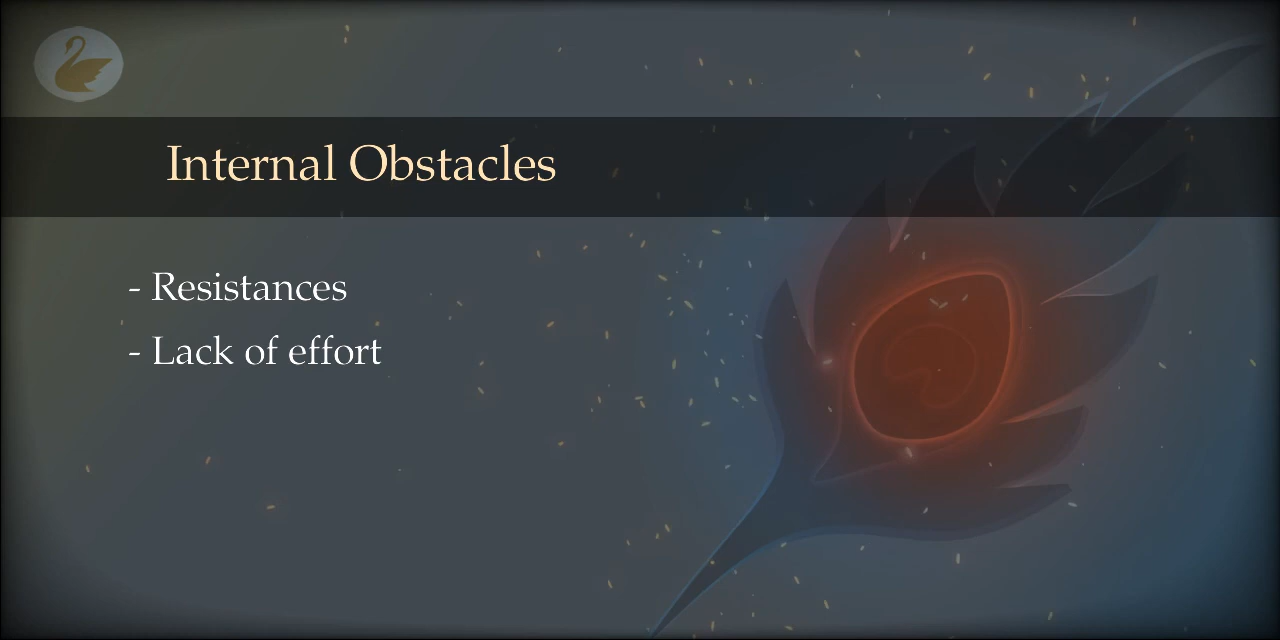 Internal Obstacles
- Resistances
- Lack of effort